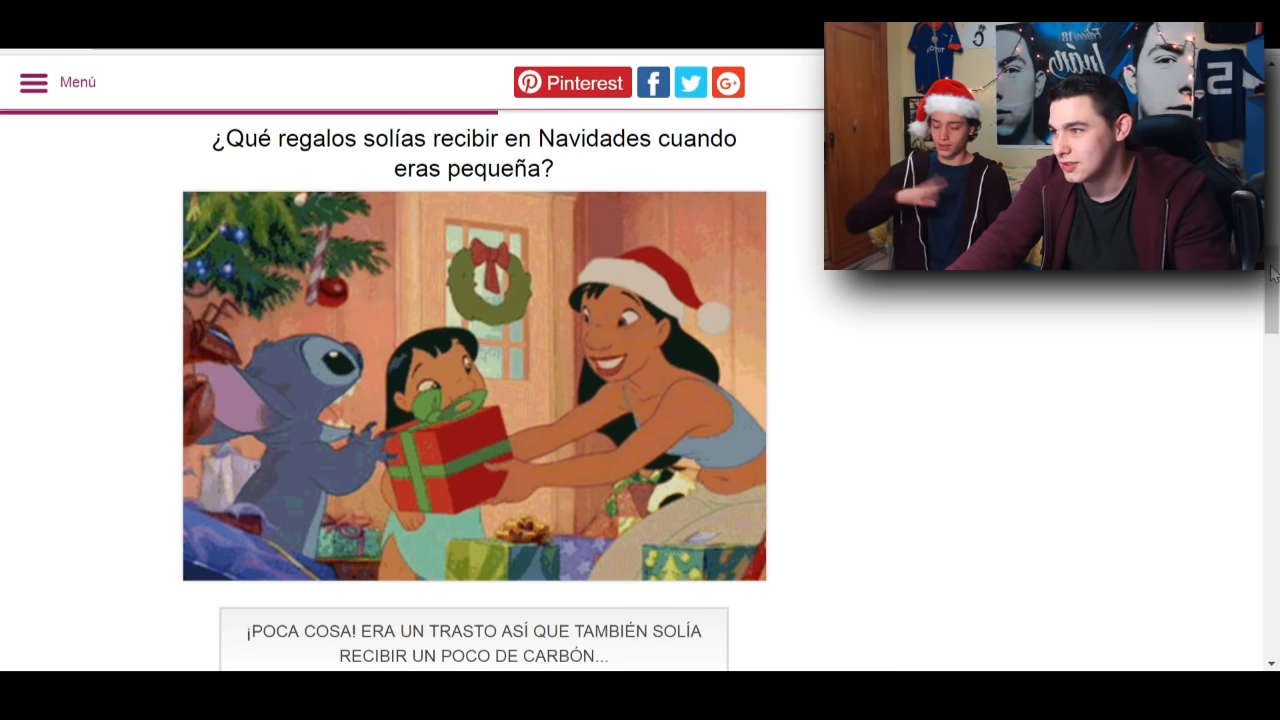 Menú
Pinterest
¿Qué regalos solías recibir en Navidades cuando
eras pequeña?
¡POCA COSA! ERA UN TRASTO ASÍ QUE TAMBIÉN SOLÍA
RECIBIR UN POCO DE CARBÓN...